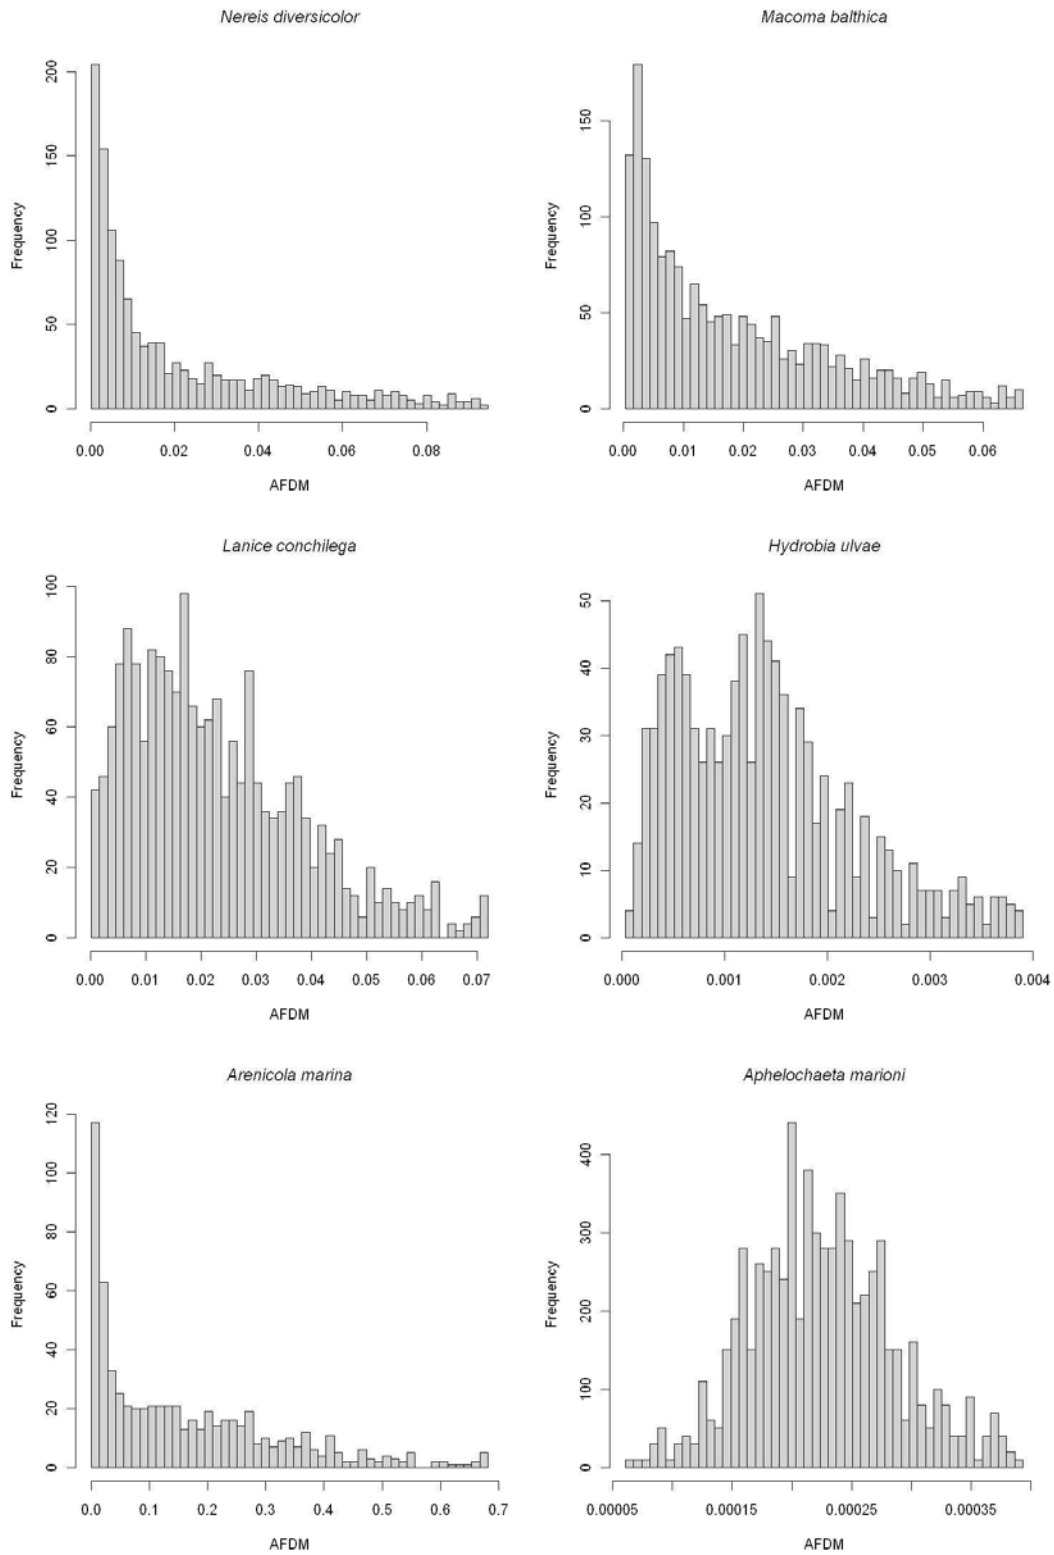 Nereis diversicolor
Frequency
200
150
100
50
0
0.00 0.02 0.04 0.06 0.08
AFDM
Macoma balthica
Frequency
150
100
50
0
0.00 0.01 0.02 0.03 0.04 0.05 0.06
AFDM
Lanice conchilega
Frequency
100
80
60
40
20
0
0.00 0.01 0.02 0.03 0.04 0.05 0.06 0.07
AFDM
Hydrobia ulvae
Frequency
50
40
30
20
10
0
0.000 0.001 0.002 0.003 0.004
AFDM
Arenicola marina
Frequency
120
100
80
60
40
20
0
0.0 0.1 0.2 0.3 0.4 0.5 0.6 0.7
AFDM
Aphelochaeta marioni
Frequency
400
300
200
100
0
0.00005 0.00015 0.00025 0.00035
AFDM